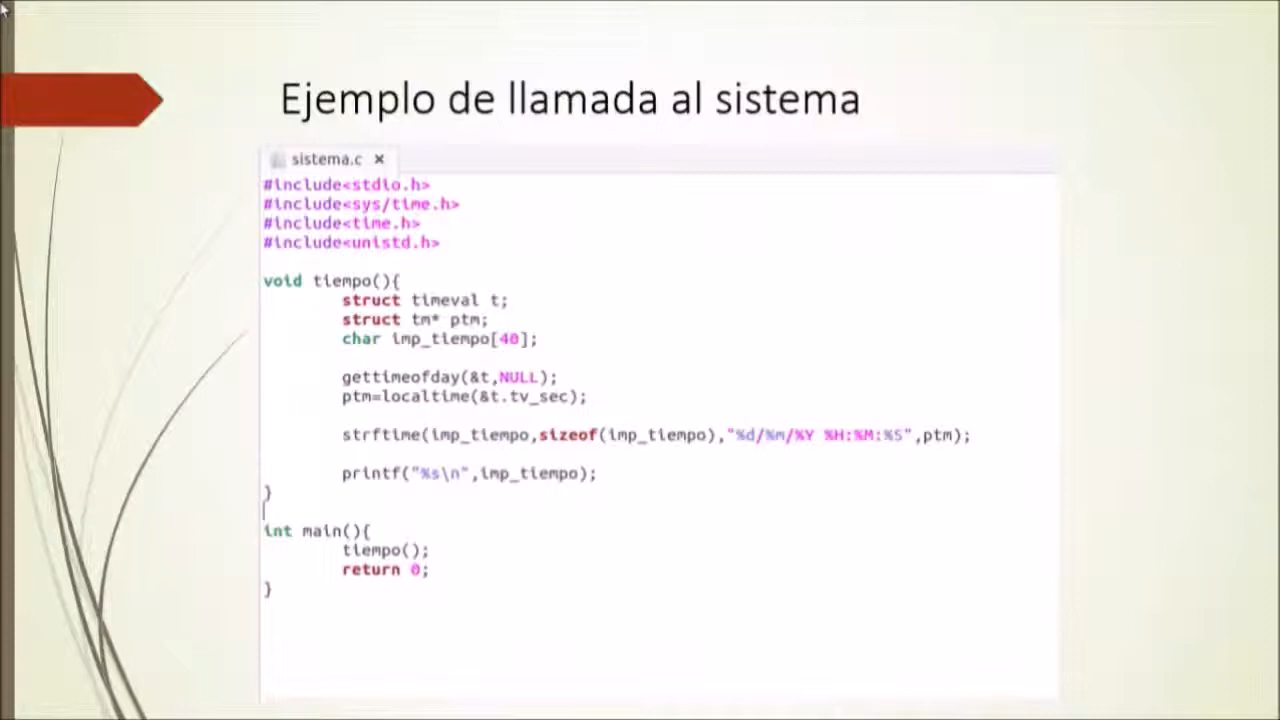 Ejemplo de llamada al sistema
sistema.c ×
#include<stdio.h>
#include<sys/time.h>
#include<time.h>
#include<unistd.h>
void tiempo(){
struct timeval t;
struct tm* ptm;
char imp_tiempo[40];
gettimeofday(&t,NULL);
ptm=localtime(&t.tv_sec);
strftime(imp_tiempo,sizeof(imp_tiempo),"%d/%m/%Y %H:%M:%S",ptm);
printf("%s\n",imp_tiempo);
}
int main(){
tiempo();
return 0;
}